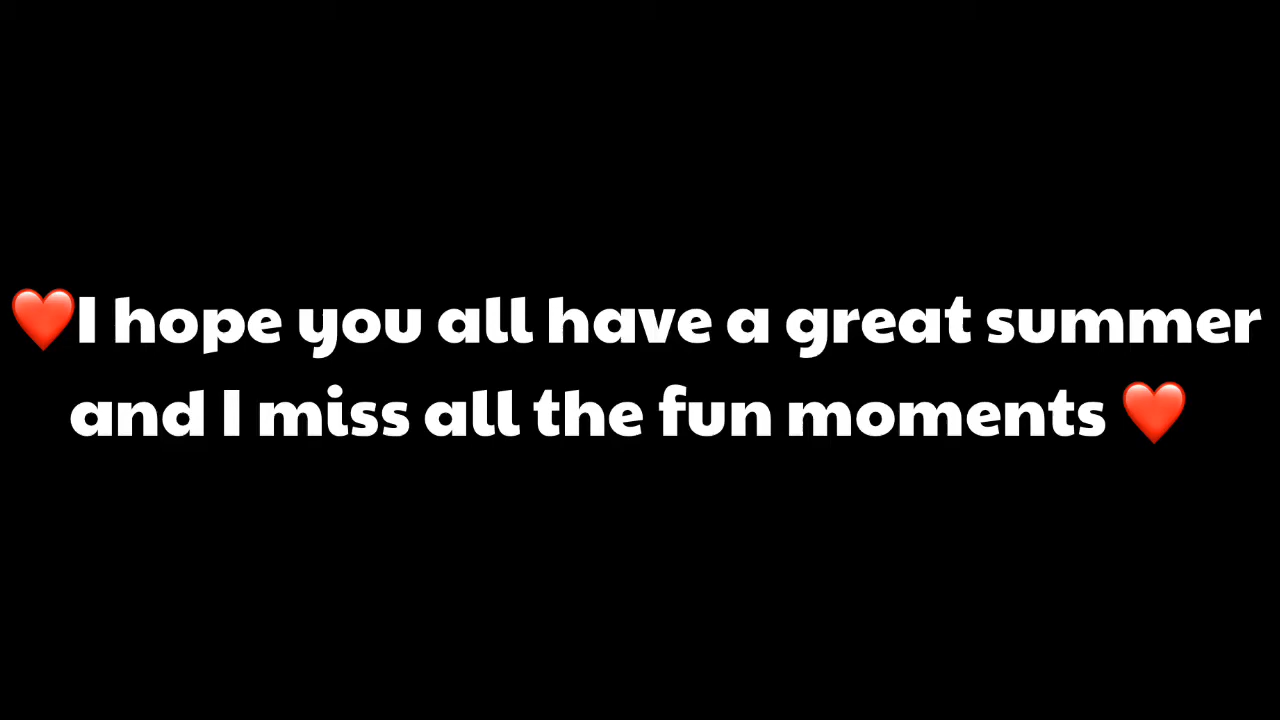 ❤️I hope you all have a great summer
and I miss all the fun moments ❤️